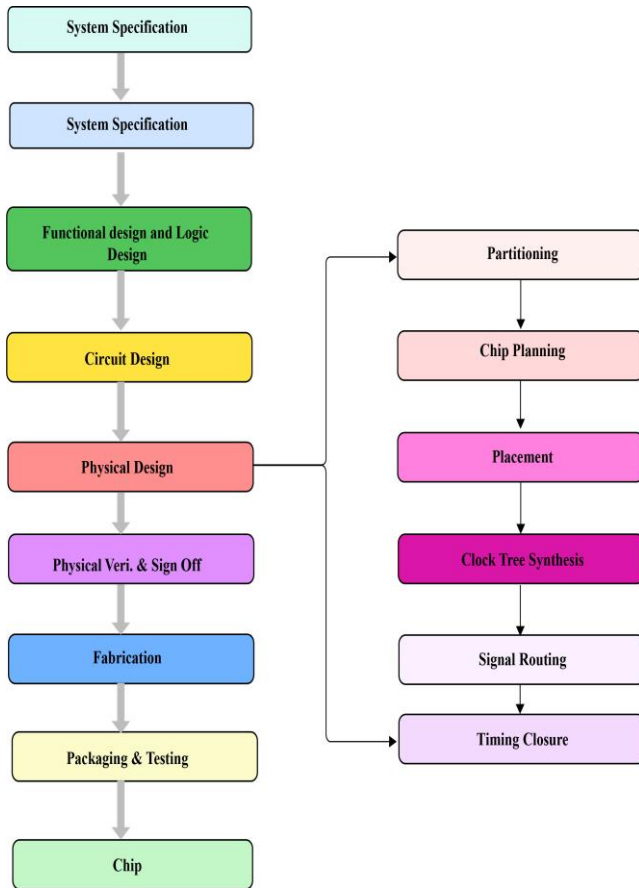 System Specification
System Specification
Functional design and Logic
Design
Circuit Design
Physical Design
Physical Veri. & Sign Off
Fabrication
Packaging & Testing
Chip
Partitioning
Chip Planning
Placement
Clock Tree Synthesis
Signal Routing
Timing Closure